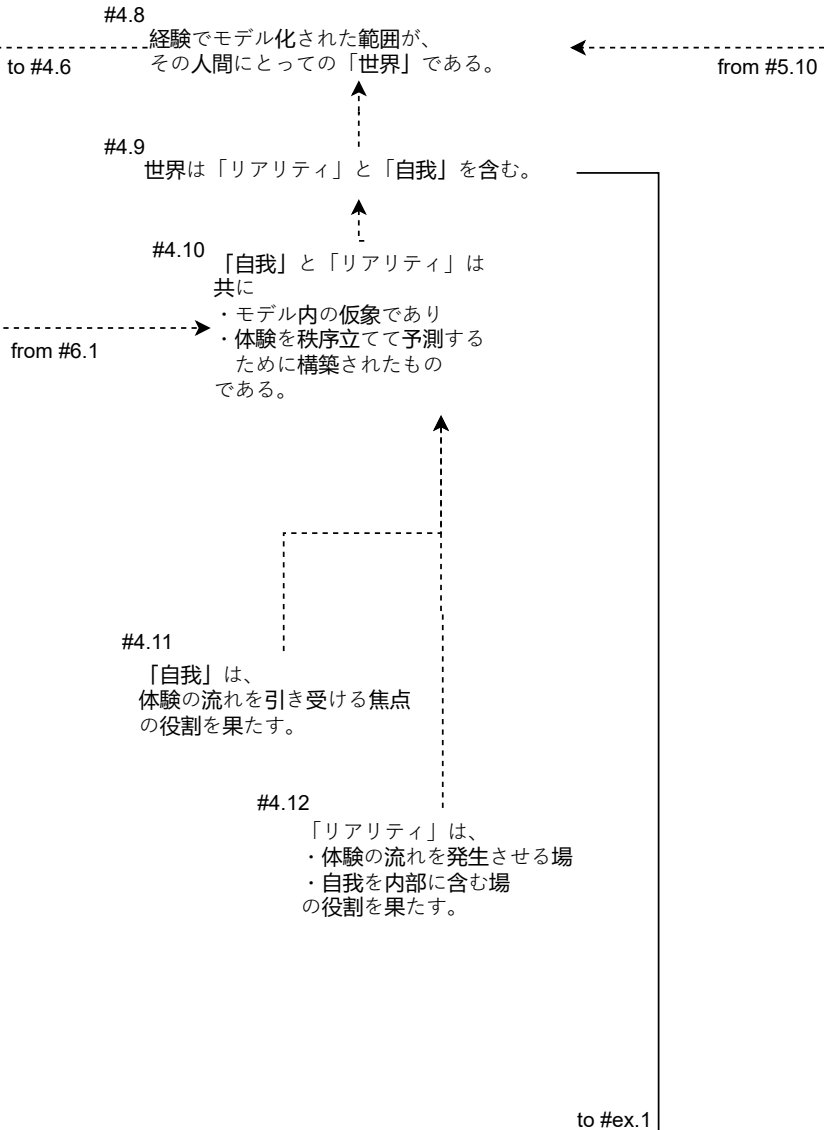 #4.8
経験でモデル化された範囲が、
その人間にとっての「世界」である。
to #4.6
from #5.10
#4.9
世界は「リアリティ」と「自我」を含む。
#4.10
「自我」と「リアリティ」は
共に
・モデル内の仮象であり
・体験を秩序立てて予測する
ために構築されたもの
である。
from #6.1
#4.11
「自我」は、
体験の流れを引き受ける焦点
の役割を果たす。
#4.12
「リアリティ」は、
・体験の流れを発生させる場
・自我を内部に含む場
の役割を果たす。
to #ex.1